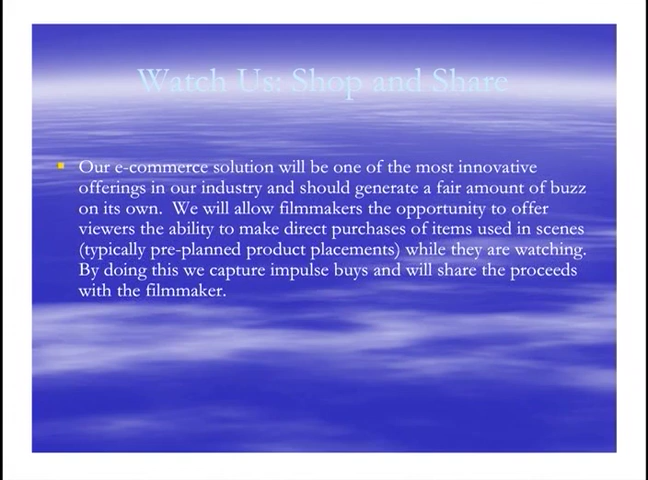 Watch Us: Shop and Share
Our e-commerce solution will be one of the most innovative
offerings in our industry and should generate a fair amount of buzz
on its own.  We will allow filmmakers the opportunity to offer
viewers the ability to make direct purchases of items used in scenes
(typically pre-planned product placements) while they are watching.
By doing this we capture impulse buys and will share the proceeds
with the filmmaker.